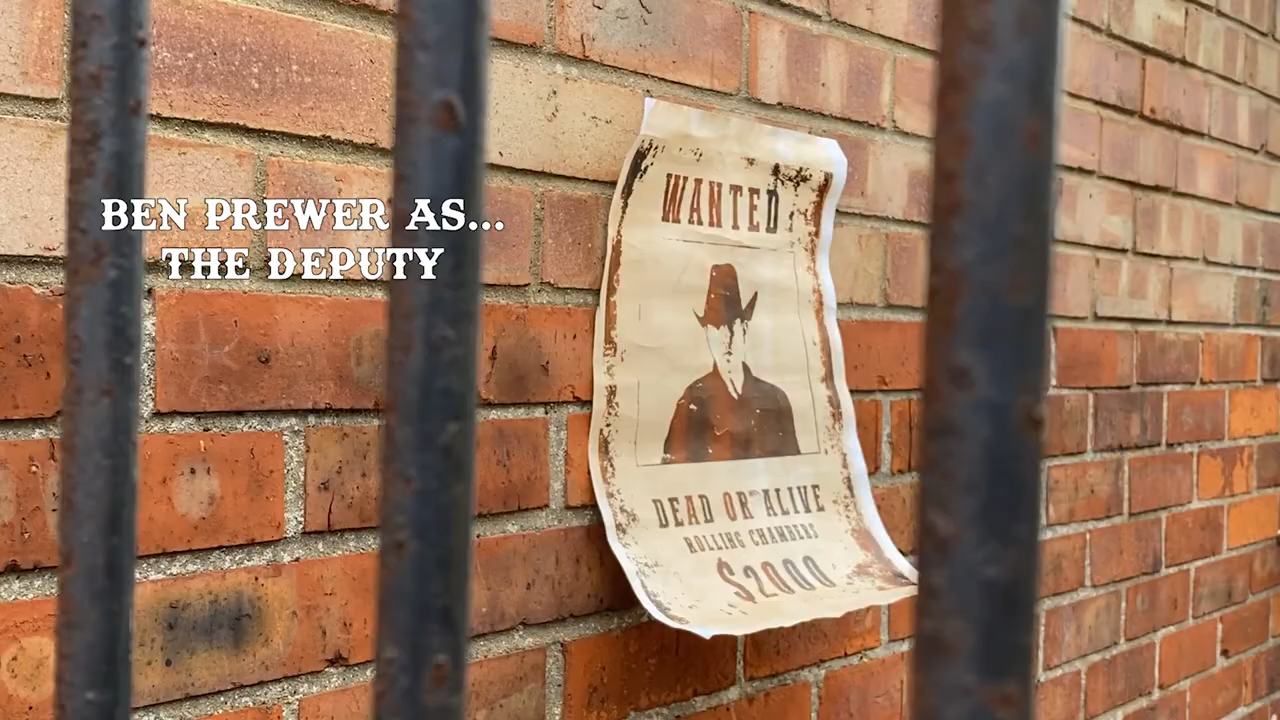 BEN PREWER AS...
THE DEPUTY
WANTED
DEAD OR ALIVE
ROLLING CHAMBERS
$2000